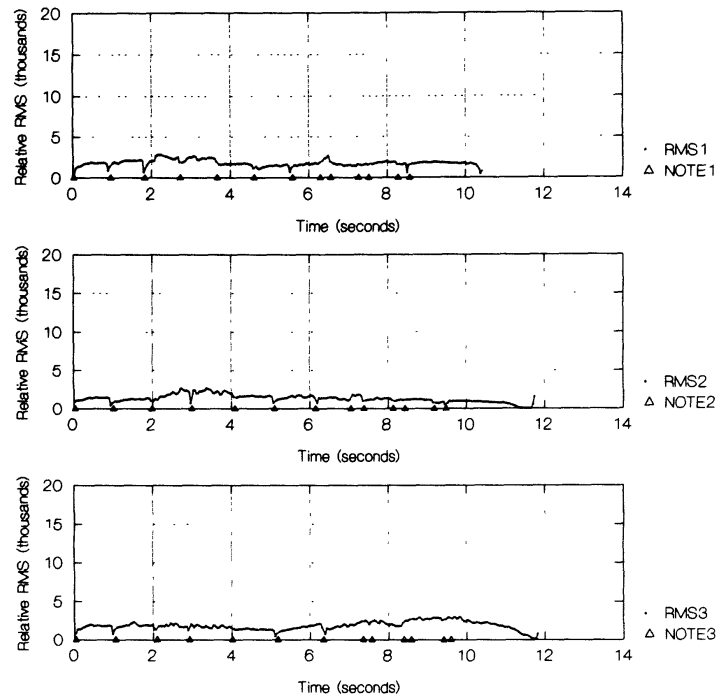 Relative RMS (thousands)
20
15
10
5
0
0 2 4 6 8 10 12 14
Time (seconds)
RMS1
NOTE1
Relative RMS (thousands)
20
15
10
5
0
0 2 4 6 8 10 12 14
Time (seconds)
RMS2
NOTE2
Relative RMS (thousands)
20
15
10
5
0
0 2 4 6 8 10 12 14
Time (seconds)
RMS3
NOTE3